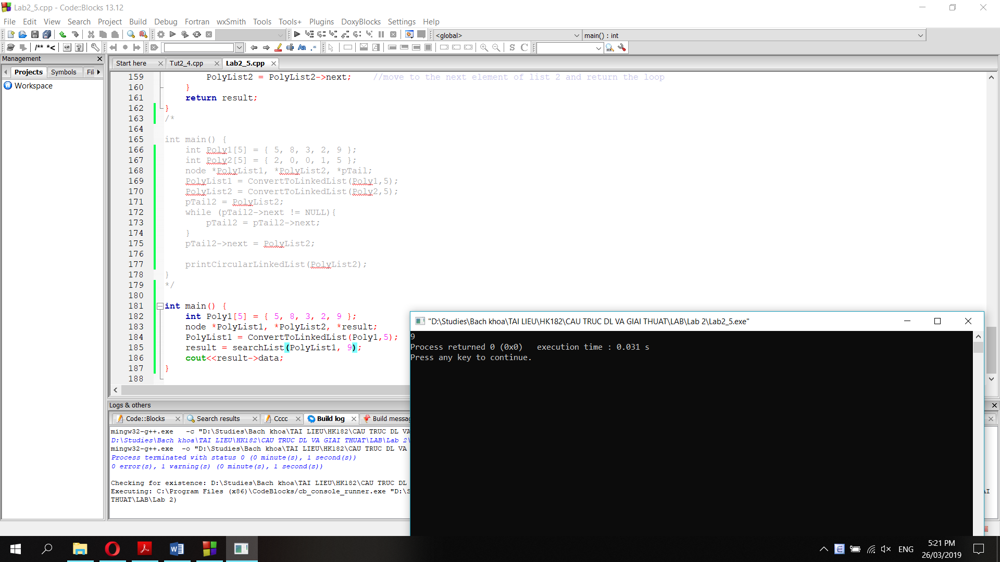 Lab2_5.cpp - Code::Blocks 13.12
File Edit View Search Project Build Debug Fortran wxSmith Tools Tools+ Plugins DoxyBlocks Settings Help
<global> main() : int
/** *<
Aa .* S C
Management
Projects Symbols Fil
Workspace
Start here Tut2_4.cpp Lab2_5.cpp
159 PolyList2 = PolyList2->next; //move to the next element of list 2 and return the loop
160 }
161 return result;
162 }
163 /*
164
165 int main() {
166 int Poly1[5] = { 5, 8, 3, 2, 9 };
167 int Poly2[5] = { 2, 0, 0, 1, 5 };
168 node *PolyList1, *PolyList2, *pTail;
169 PolyList1 = ConvertToLinkedList(Poly1,5);
170 PolyList2 = ConvertToLinkedList(Poly2,5);
171 pTail2 = PolyList2;
172 while (pTail2->next != NULL){
173 pTail2 = pTail2->next;
174 }
175 pTail2->next = PolyList2;
176
177 printCircularLinkedList(PolyList2);
178 }
179 */
180
181 int main() {
182 int Poly1[5] = { 5, 8, 3, 2, 9 };
183 node *PolyList1, *PolyList2, *result;
184 PolyList1 = ConvertToLinkedList(Poly1,5);
185 result = searchList(PolyList1, 9);
186 cout<<result->data;
187 }
188
"D:\Studies\Bach khoa\TAI LIEU\HK182\CAU TRUC DL VA GIAI THUAT\LAB\Lab 2\Lab2_5.exe"
9
Process returned 0 (0x0) execution time : 0.031 s
Press any key to continue.
Logs & others
Code::Blocks Search results Cccc Build log Build messa
mingw32-g++.exe -c "D:\Studies\Bach khoa\TAI LIEU\HK182\CAU TRUC DL VA
D:\Studies\Bach khoa\TAI LIEU\HK182\CAU TRUC DL VA GIAI THUAT\LAB\Lab 2\
mingw32-g++.exe -o "D:\Studies\Bach khoa\TAI LIEU\HK182\CAU TRUC DL VA
Process terminated with status 0 (0 minute(s), 1 second(s))
0 error(s), 1 warning(s) (0 minute(s), 1 second(s))
Checking for existence: D:\Studies\Bach khoa\TAI LIEU\HK182\CAU TRUC DL
Executing: C:\Program Files (x86)\CodeBlocks/cb_console_runner.exe "D:\S
AI
THUAT\LAB\Lab 2)
ENG
5:21 PM
26/03/2019